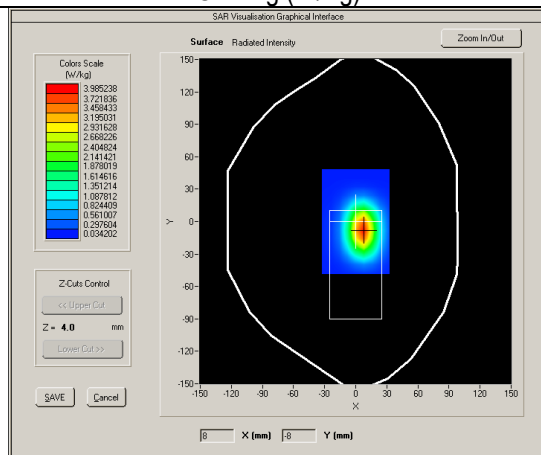 SAR Visualisation Graphical Interface
Surface Radiated Intensity
Zoom In/Out
Colors Scale
(W/kg)
3.985238
3.721836
3.458433
3.195031
2.931628
2.668226
2.404824
2.141421
1.878019
1.614616
1.351214
1.087812
0.824409
0.561007
0.297604
0.034202
Z-Cuts Control
<< Upper Cut
Z = 4.0 mm
Lower Cut >>
SAVE Cancel
150
120
90
60
30
0
-30
-60
-90
-120
-150
Y
-150 -120 -90 -60 -30 0 30 60 90 120 150
X
8 X (mm) -8 Y (mm)